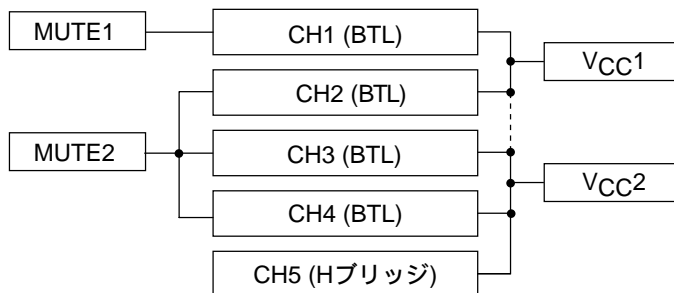 MUTE1
CH1 (BTL)
VCC1
CH2 (BTL)
MUTE2
CH3 (BTL)
VCC2
CH4 (BTL)
CH5 (Hブリッジ)